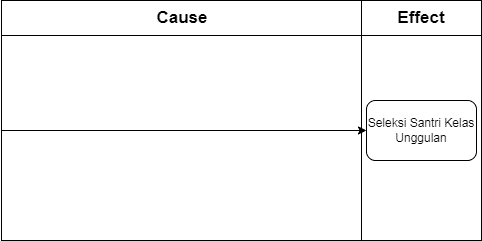 Cause
Effect
Seleksi Santri Kelas
Unggulan